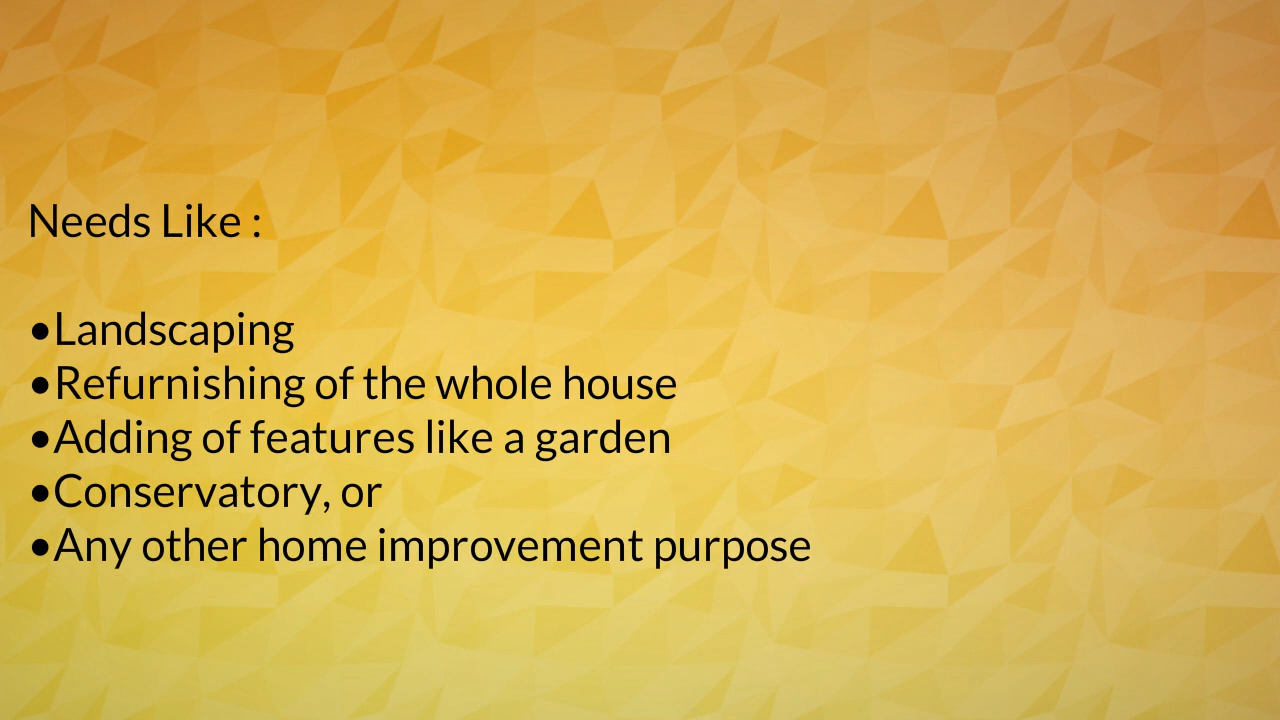 Needs Like :
•Landscaping
•Refurnishing of the whole house
•Adding of features like a garden
•Conservatory, or
•Any other home improvement purpose